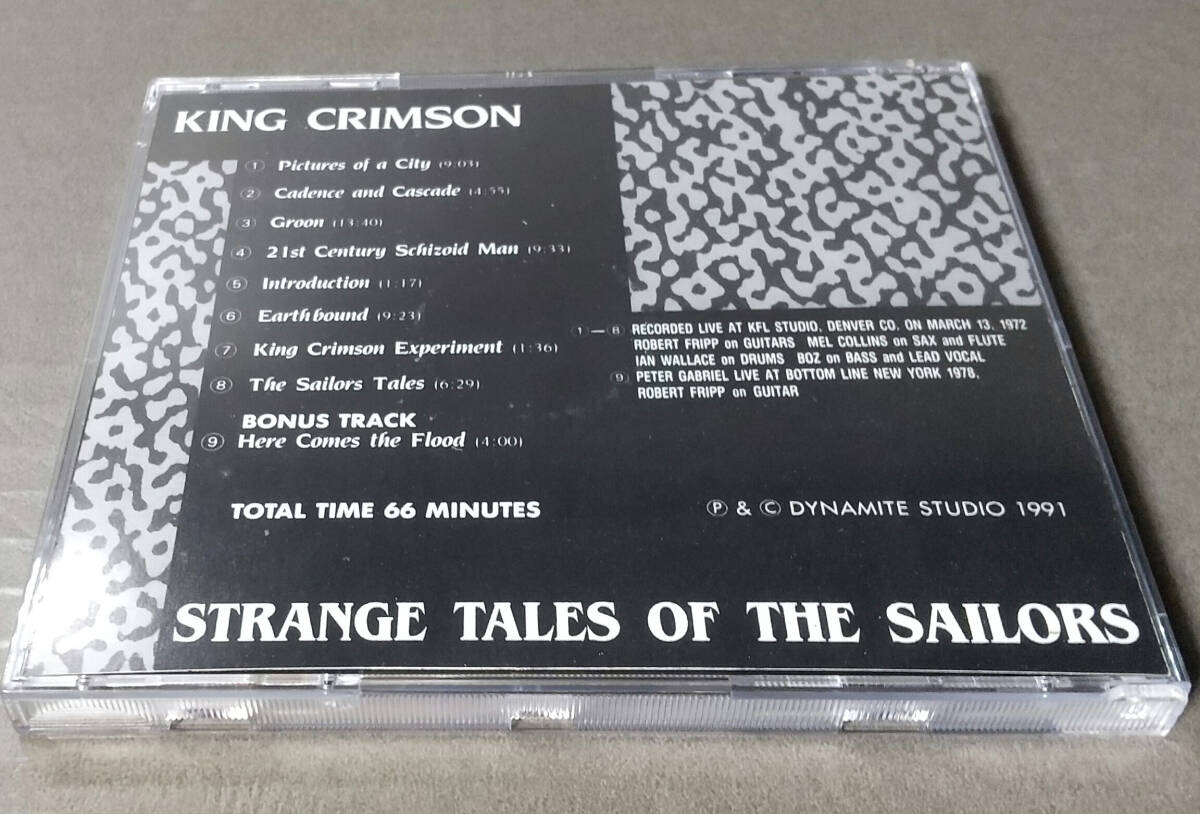 KING CRIMSON
① Pictures of a City (9:03)
② Cadence and Cascade (4:55)
③ Groon (13:40)
④ 21st Century Schizoid Man (9:33)
⑤ Introduction (1:17)
⑥ Earthbound (9:23)
⑦ King Crimson Experiment (1:36)
⑧ The Sailors Tales (6:29)
BONUS TRACK
⑨ Here Comes the Flood (4:00)
①—⑧ RECORDED LIVE AT KFL STUDIO. DENVER CO. ON MARCH 13. 1972
ROBERT FRIPP on GUITARS MEL COLLINS on SAX and FLUTE
IAN WALLACE on DRUMS BOZ on BASS and LEAD VOCAL
⑨ PETER GABRIEL LIVE AT BOTTOM LINE NEW YORK 1978.
ROBERT FRIPP on GUITAR
TOTAL TIME 66 MINUTES
Ⓟ & Ⓒ DYNAMITE STUDIO 1991
STRANGE TALES OF THE SAILORS